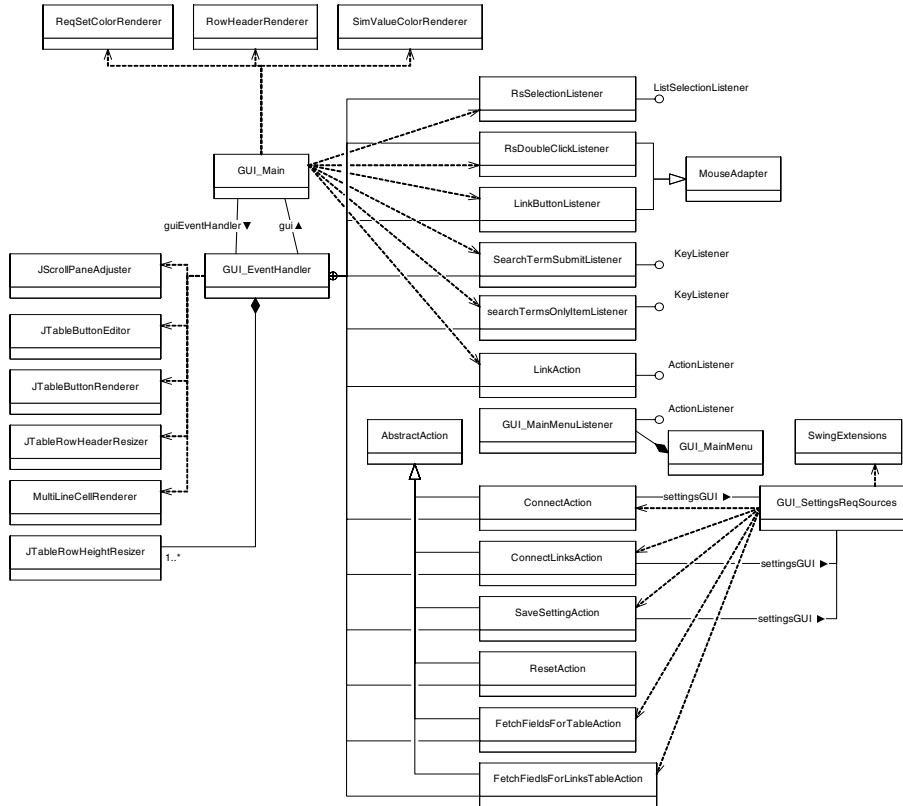 ReqSetColorRenderer
RowHeaderRenderer
SimValueColorRenderer
RsSelectionListener
ListSelectionListener
RsDoubleClickListener
GUI_Main
MouseAdapter
LinkButtonListener
guiEventHandler ▼
gui ▲
SearchTermSubmitListener
KeyListener
JScrollPaneAdjuster
GUI_EventHandler
searchTermsOnlyItemListener
KeyListener
JTableButtonEditor
LinkAction
ActionListener
JTableButtonRenderer
GUI_MainMenuListener
ActionListener
AbstractAction
SwingExtensions
JTableRowHeaderResizer
GUI_MainMenu
MultiLineCellRenderer
ConnectAction
settingsGUI ►
GUI_SettingsReqSources
JTableRowHeightResizer
1..*
ConnectLinksAction
settingsGUI ►
SaveSettingAction
settingsGUI ►
ResetAction
FetchFieldsForTableAction
FetchFiedlsForLinksTableAction